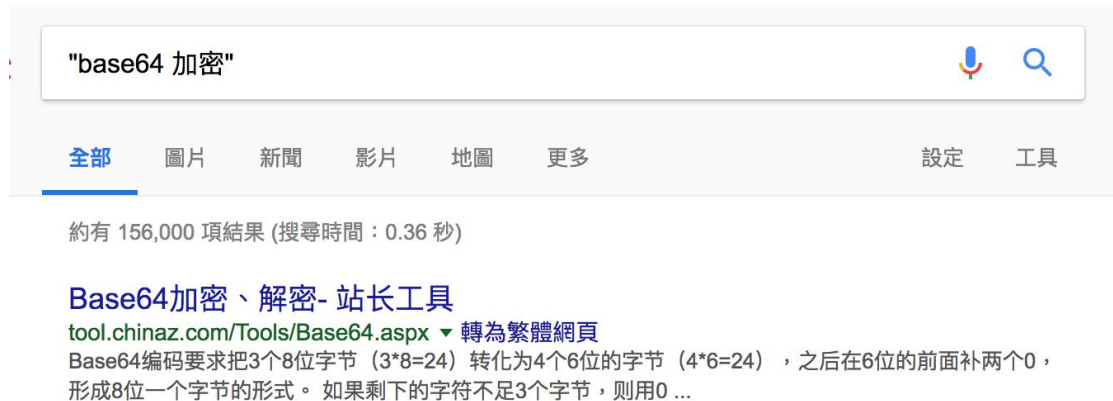 "base64 加密"
全部 圖片 新聞 影片 地圖 更多 設定 工具
約有 156,000 項結果 (搜尋時間：0.36 秒)
Base64加密、解密- 站长工具
tool.chinaz.com/Tools/Base64.aspx ▼ 轉為繁體網頁
Base64编码要求把3个8位字节（3*8=24）转化为4个6位的字节（4*6=24），之后在6位的前面补两个0，
形成8位一个字节的形式。 如果剩下的字符不足3个字节，则用0 ...